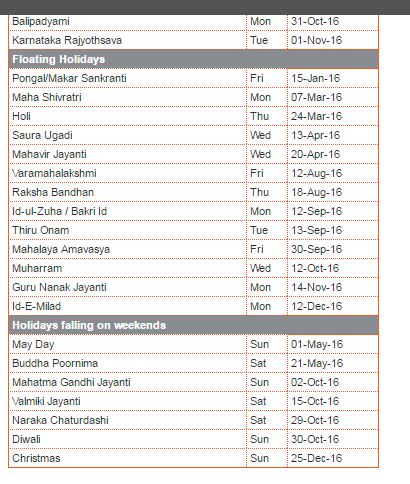 Balipadyami Mon 31-Oct-16
Karnataka Rajyothsava Tue 01-Nov-16
Floating Holidays
Pongal/Makar Sankranti Fri 15-Jan-16
Maha Shivratri Mon 07-Mar-16
Holi Thu 24-Mar-16
Saura Ugadi Wed 13-Apr-16
Mahavir Jayanti Wed 20-Apr-16
Varamahalakshmi Fri 12-Aug-16
Raksha Bandhan Thu 18-Aug-16
Id-ul-Zuha / Bakri Id Mon 12-Sep-16
Thiru Onam Tue 13-Sep-16
Mahalaya Amavasya Fri 30-Sep-16
Muharram Wed 12-Oct-16
Guru Nanak Jayanti Mon 14-Nov-16
Id-E-Milad Mon 12-Dec-16
Holidays falling on weekends
May Day Sun 01-May-16
Buddha Poornima Sat 21-May-16
Mahatma Gandhi Jayanti Sun 02-Oct-16
Valmiki Jayanti Sat 15-Oct-16
Naraka Chaturdashi Sat 29-Oct-16
Diwali Sun 30-Oct-16
Christmas Sun 25-Dec-16